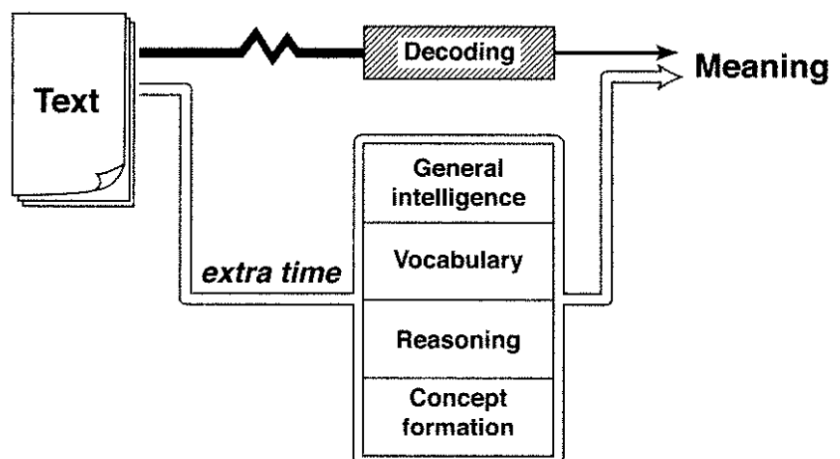 Text
Decoding
Meaning
General
intelligence
Vocabulary
extra time
Reasoning
Concept
formation